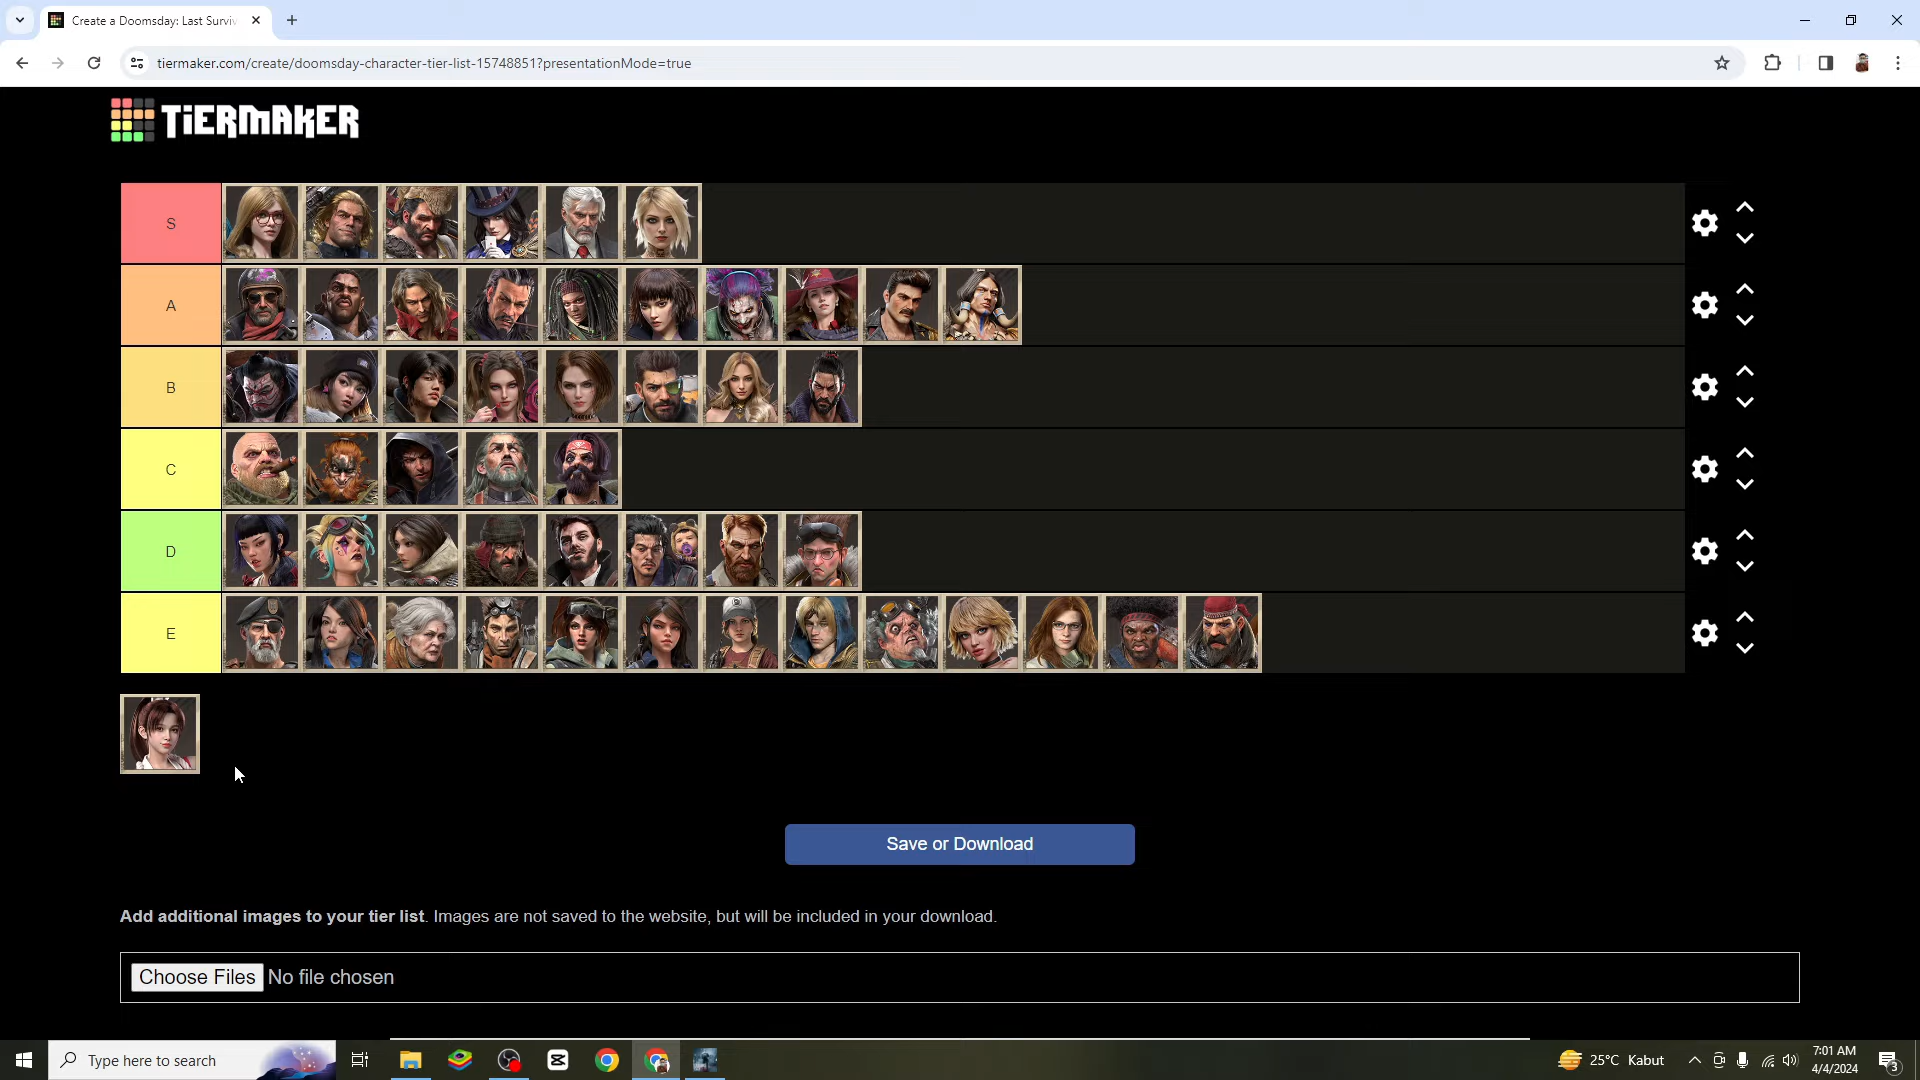 Create a Doomsday: Last Surviv
tiermaker.com/create/doomsday-character-tier-list-15748851?presentationMode=true
TiERMAKER
S
A
B
C
D
E
Save or Download
Add additional images to your tier list. Images are not saved to the website, but will be included in your download.
Choose Files No file chosen
Type here to search
25°C Kabut
7:01 AM
4/4/2024
3